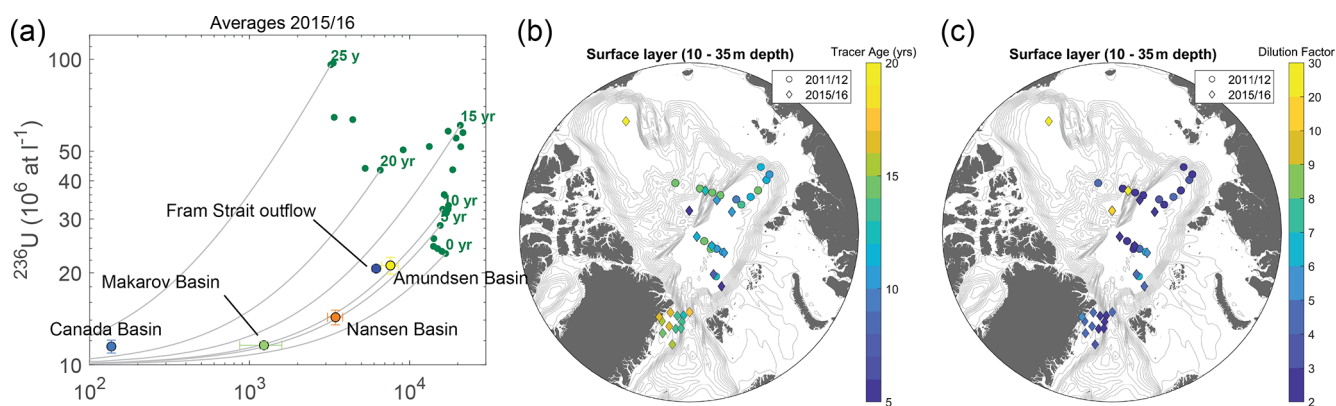 (a)
Averages 2015/16
²³⁶U (10⁶ at l⁻¹)
100
50
40
30
20
10
10²
10³
10⁴
25 y
15 yr
20 yr
10 yr
5 yr
0 yr
Fram Strait outflow
Makarov Basin
Amundsen Basin
Canada Basin
Nansen Basin
(b)
Surface layer (10 - 35 m depth)
Tracer Age (yrs)
2011/12
2015/16
20
15
10
5
(c)
Surface layer (10 - 35 m depth)
Dilution Factor
2011/12
2015/16
30
20
10
9
8
7
6
5
4
3
2